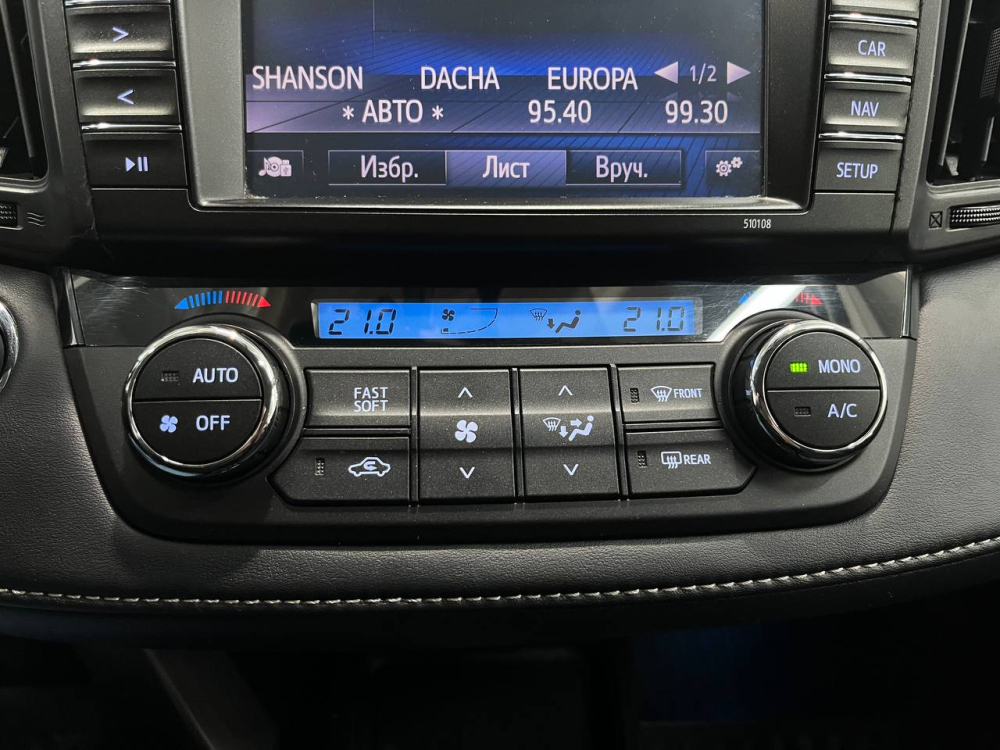 CAR
SHANSON DACHA EUROPA 1/2
* АВТО * 95.40 99.30
NAV
Избр. Лист Вруч.
SETUP
510108
21.0 21.0
AUTO
OFF
FAST
SOFT
FRONT
REAR
MONO
A/C